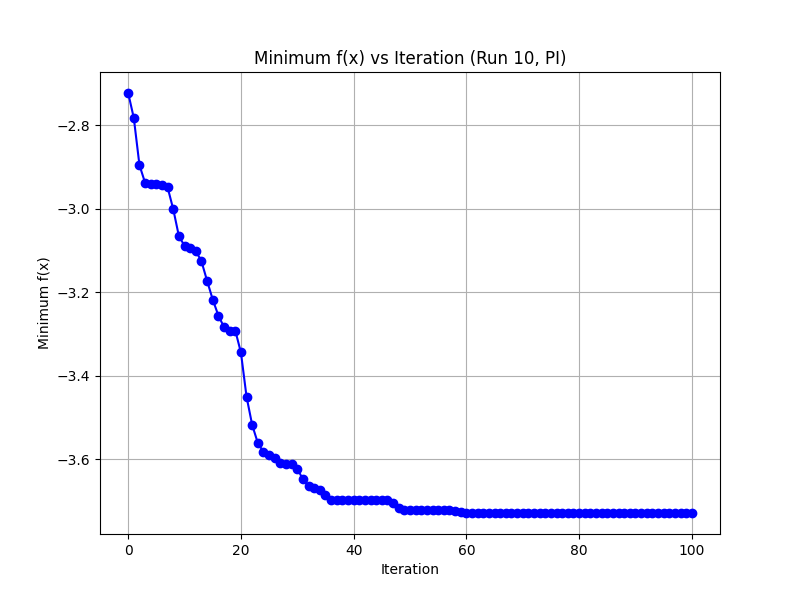 Minimum f(x) vs Iteration (Run 10, PI)
−2.8
−3.0
−3.2
−3.4
−3.6
Minimum f(x)
0 20 40 60 80 100
Iteration